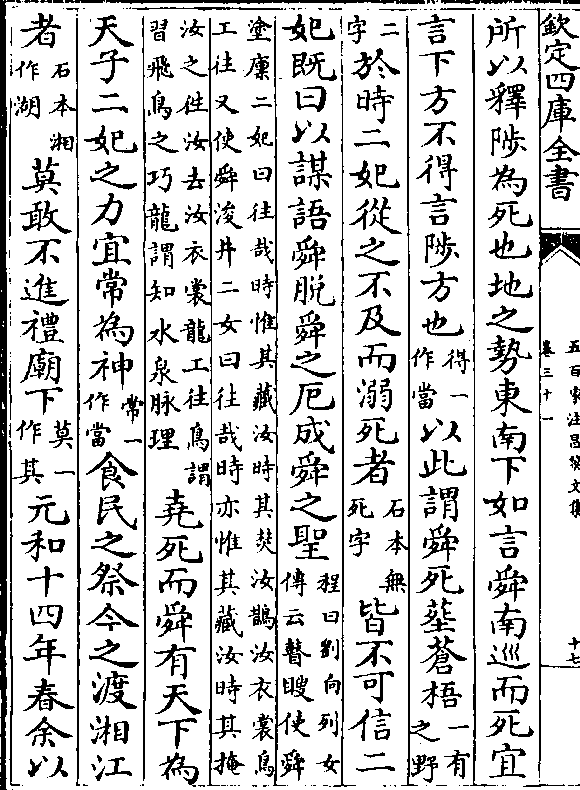 欽定四庫全書
五百家注昌黎文集
卷三十一
十七
所以釋陟為死也地之勢東南下如言舜南巡而死宜
言下方不得言陟方也得一作當以此謂舜死塟蒼梧一有之野
二字於時二妃從之不及而溺死者石本無死字皆不可信二
妃既曰以謀語舜脱舜之厄成舜之聖程曰劉向列女傳云瞽瞍使舜
塗廩二妃曰往哉時惟其藏汝時其焚汝鵲汝衣裳鳥
工往又使舜浚井二女曰往哉時亦惟其藏汝時其掩
汝之徃汝去汝衣裳龍工往鳥謂
習飛鳥之巧龍謂知水泉脉理堯死而舜有天下為
天子二妃之力宜常為神常一作當食民之祭今之渡湘江
者石本湘作湖莫敢不進禮廟下莫一作其元和十四年春余以